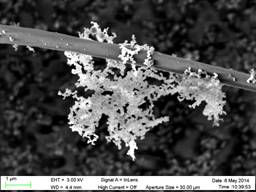 1 µm
EHT = 3.00 kV   Signal A = InLens   Date :6 May 2014
WD = 4.4 mm   High Current = Off   Aperture Size = 30.00 µm   Time :10:39:53